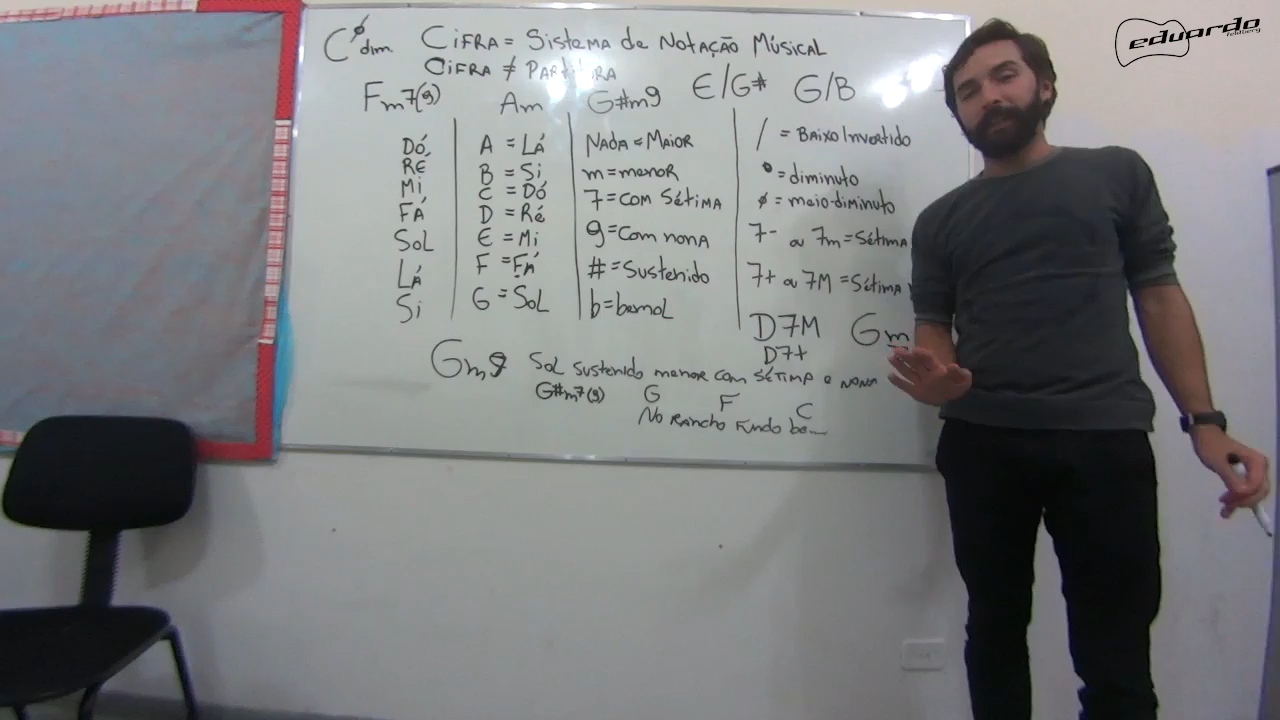 eduardo
feldberg
Cø dim CIFRA = Sistema de Notação Músical
CIFRA ≠ PARTITURA
Fm7(9) Am G#m9 E/G# G/B
DÓ
RÉ
Mi
FÁ
SOL
LÁ
Si
A = LÁ
B = Si
C = DÓ
D = Ré
E = Mi
F = FÁ
G = SOL
NADA = MAIOR
m = menor
7 = COM SÉTIMA
9 = COM NONA
# = SUSTENIDO
b = bemol
/ = BAIXO INVERTIDO
° = diminuto
ø = meio-diminuto
7- ou 7m = SÉTIMA
7+ ou 7M = SÉTIMA
D7M Gm
D7+
Gm9 SOL SUSTENIDO MENOR COM SÉTIMA e NONA
G#m7(9) G F C
NO RANCHO FUNDO be